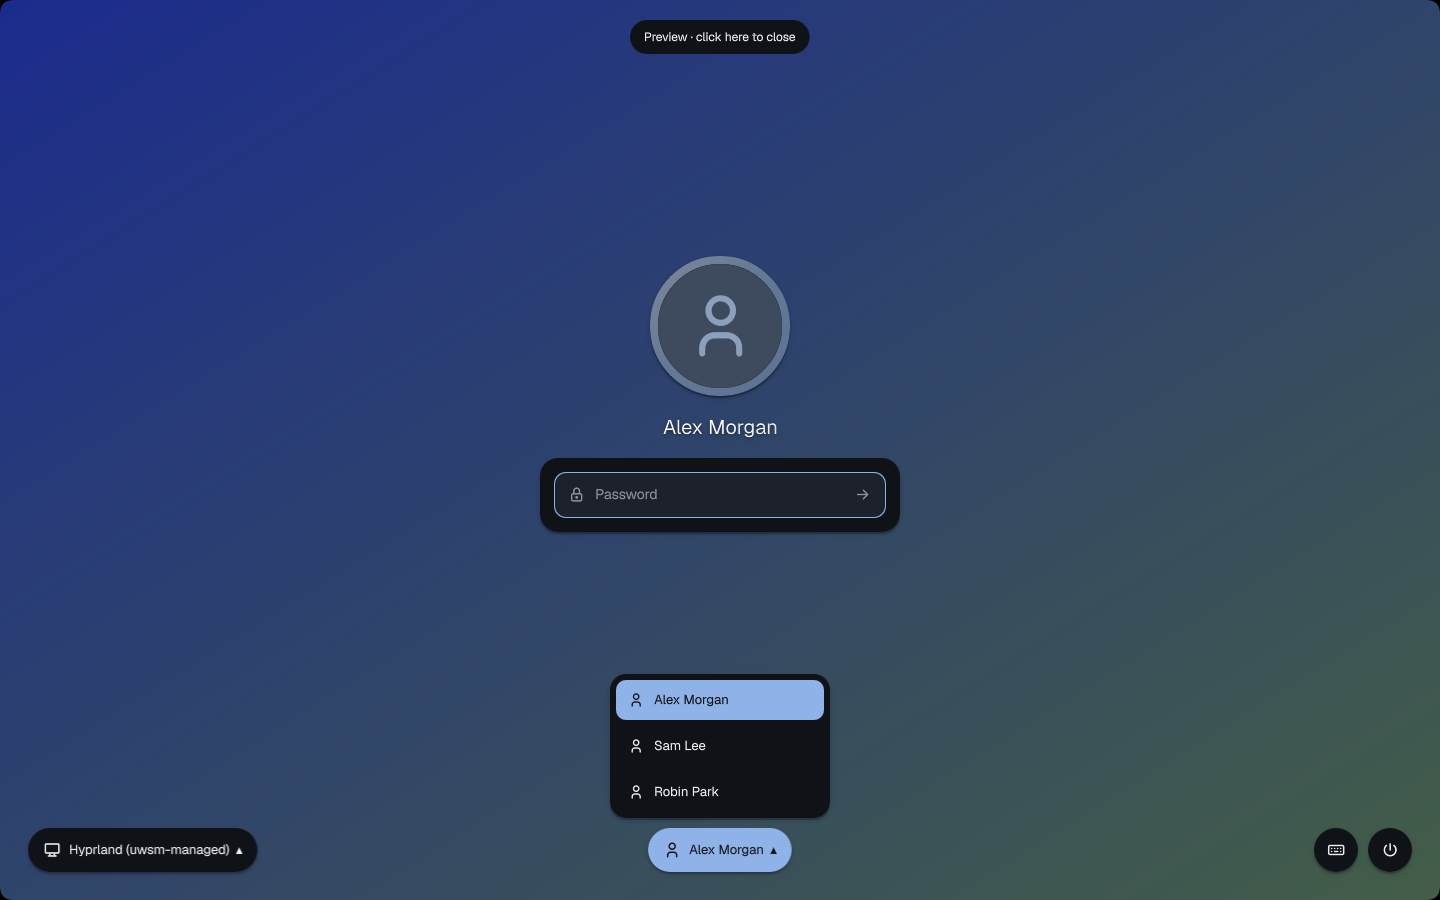 Preview · click here to close
Alex Morgan
Password
Alex Morgan
Sam Lee
Robin Park
Hyprland (uwsm-managed)
Alex Morgan